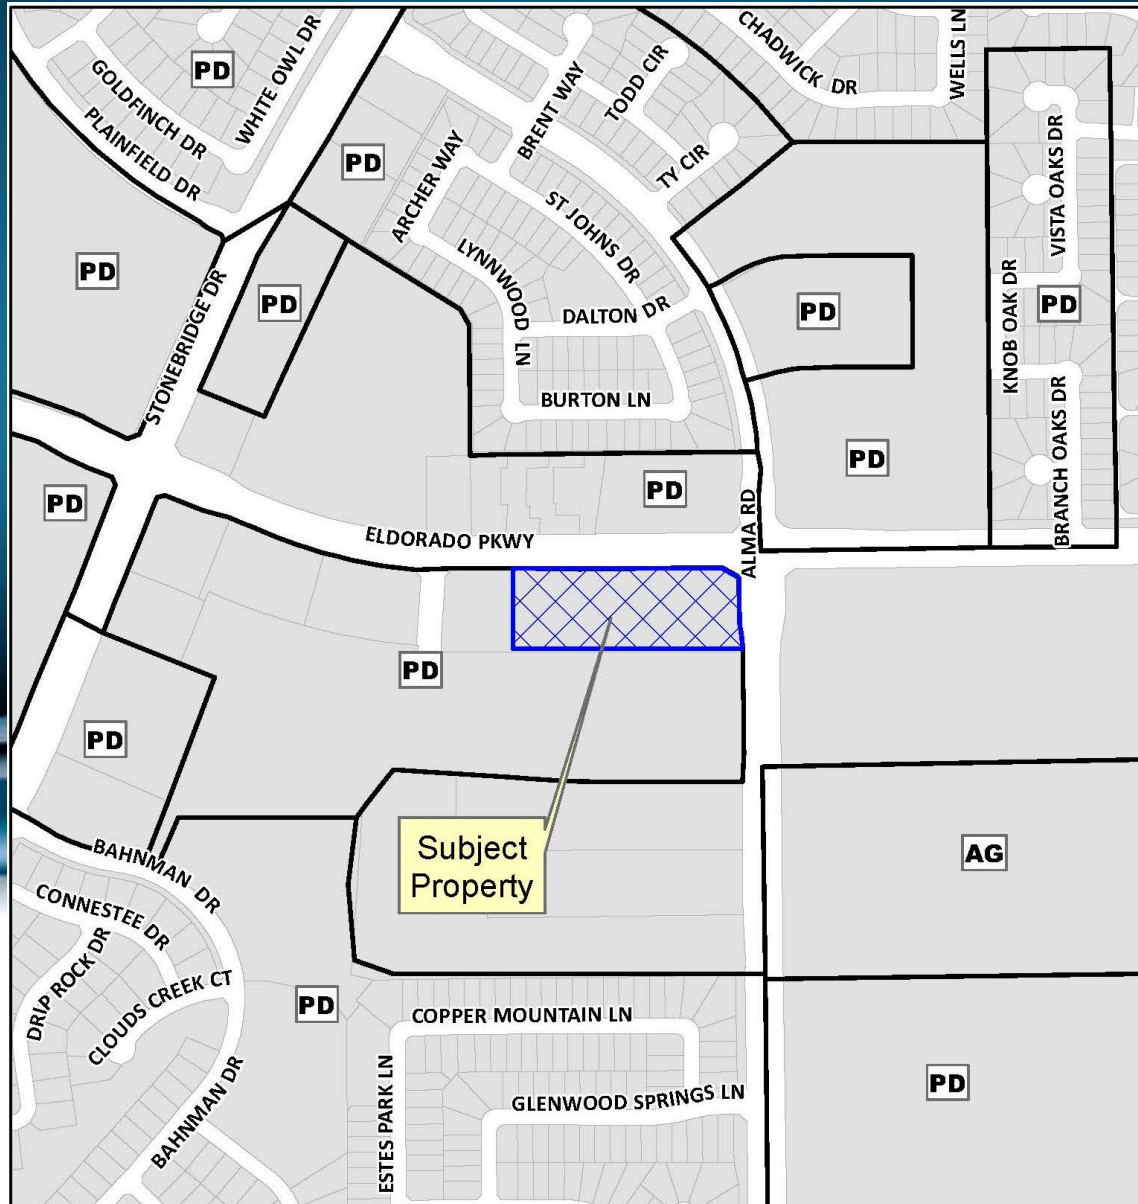 CHADWICK DR
WELLS LN
PD
GOLDFINCH DR
WHITE OWL DR
PLAINFIELD DR
PD
ARCHER WAY
BRENT WAY
TODD CIR
TY CIR
VISTA OAKS DR
ST JOHNS DR
LYNNWOOD LN
PD
PD
STONEBRIDGE DR
DALTON DR
PD
KNOB OAK DR
PD
BURTON LN
BRANCH OAKS DR
PD
PD
PD
ELDORADO PKWY
ALMA RD
PD
PD
Subject
Property
AG
BAHNMAN DR
CONNESTEE DR
DRIP ROCK DR
CLOUDS CREEK CT
PD
COPPER MOUNTAIN LN
ESTES PARK LN
GLENWOOD SPRINGS LN
BAHNMAN DR
PD